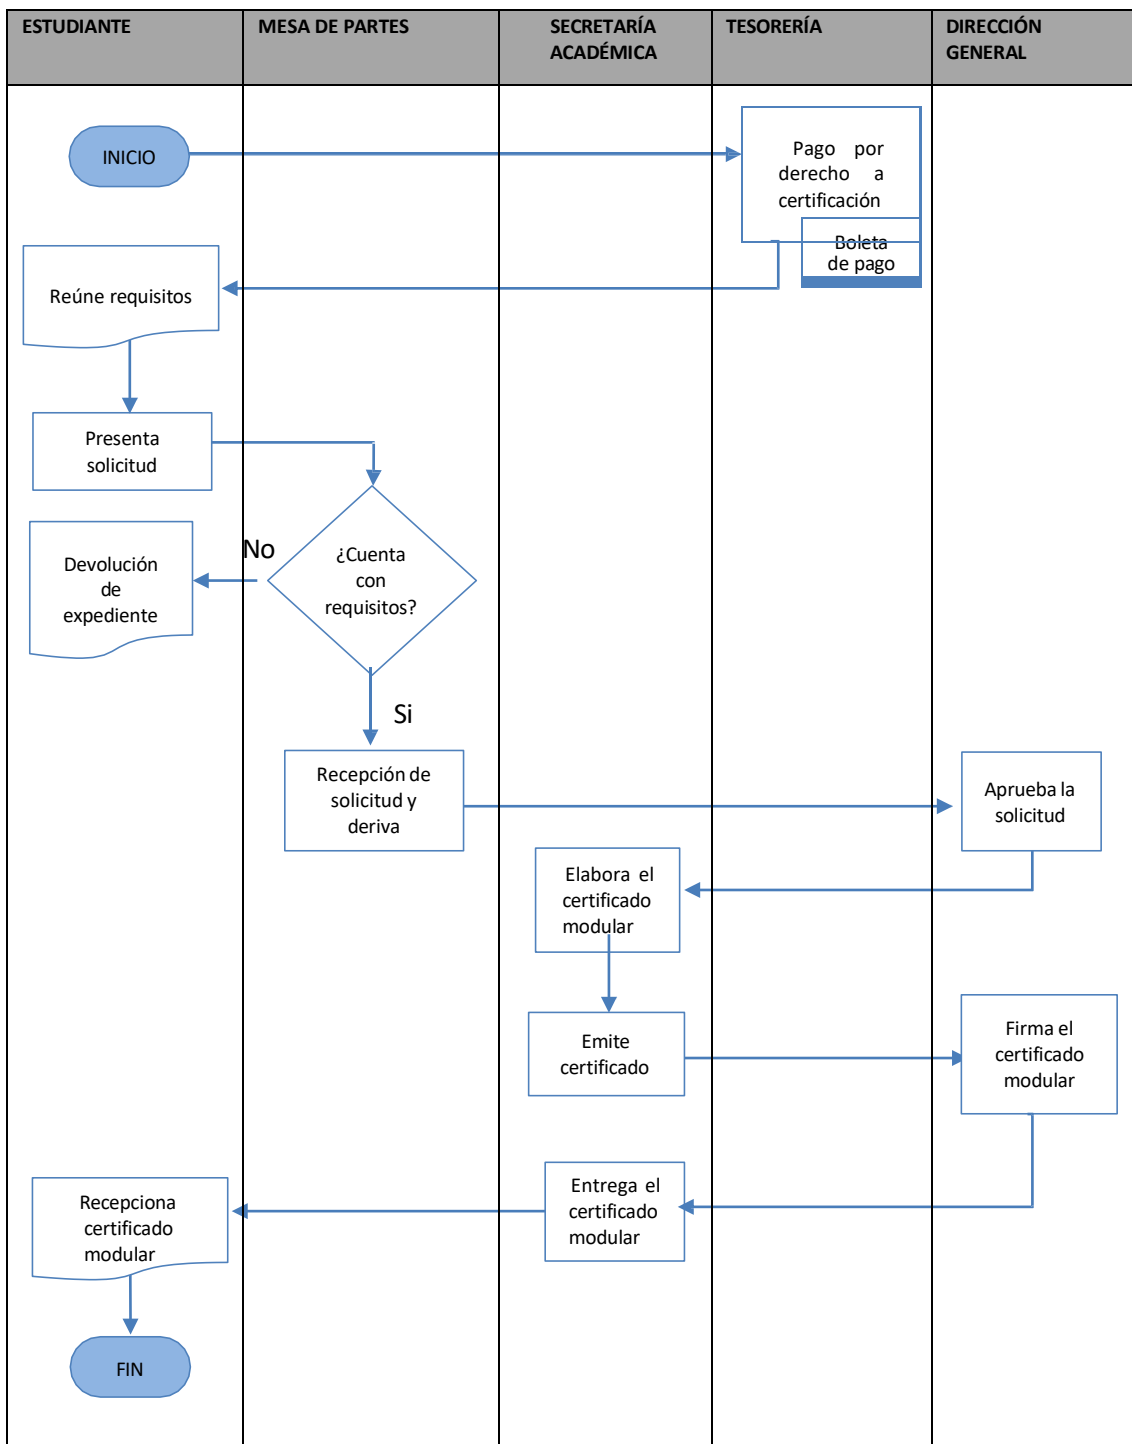 ESTUDIANTE
MESA DE PARTES
SECRETARÍA
ACADÉMICA
TESORERÍA
DIRECCIÓN
GENERAL
INICIO
Pago por
derecho a
certificación
Boleta
de pago
Reúne requisitos
Presenta
solicitud
No
¿Cuenta
con
requisitos?
Devolución
de
expediente
Si
Recepción de
solicitud y
deriva
Aprueba la
solicitud
Elabora el
certificado
modular
Emite
certificado
Firma el
certificado
modular
Entrega el
certificado
modular
Recepciona
certificado
modular
FIN